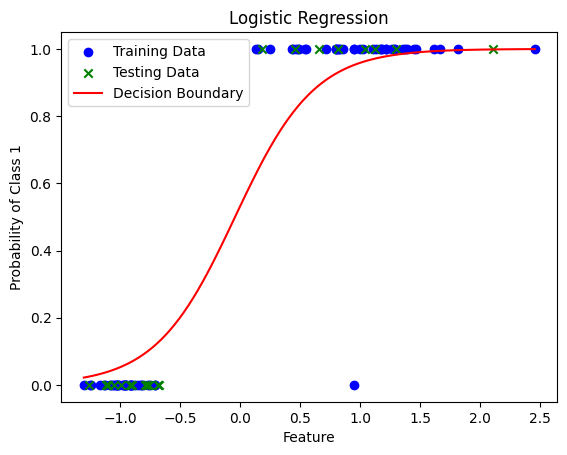 Logistic Regression
Training Data
Testing Data
Decision Boundary
Probability of Class 1
1.0
0.8
0.6
0.4
0.2
0.0
−1.0 −0.5 0.0 0.5 1.0 1.5 2.0 2.5
Feature